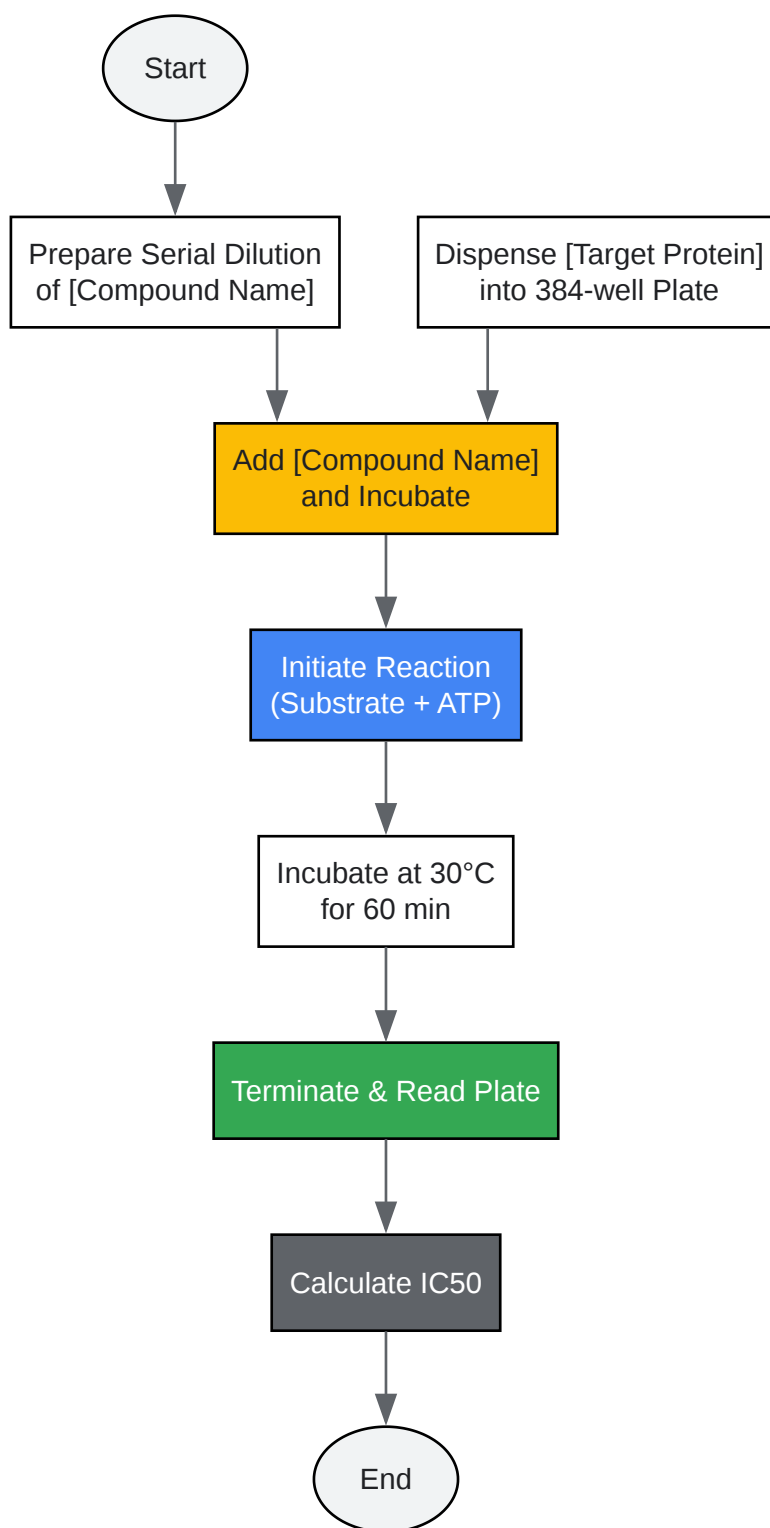 Start
Prepare Serial Dilution
of [Compound Name]
Dispense [Target Protein]
into 384-well Plate
Add [Compound Name]
and Incubate
Initiate Reaction
(Substrate + ATP)
Incubate at 30°C
for 60 min
Terminate & Read Plate
Calculate IC50
End